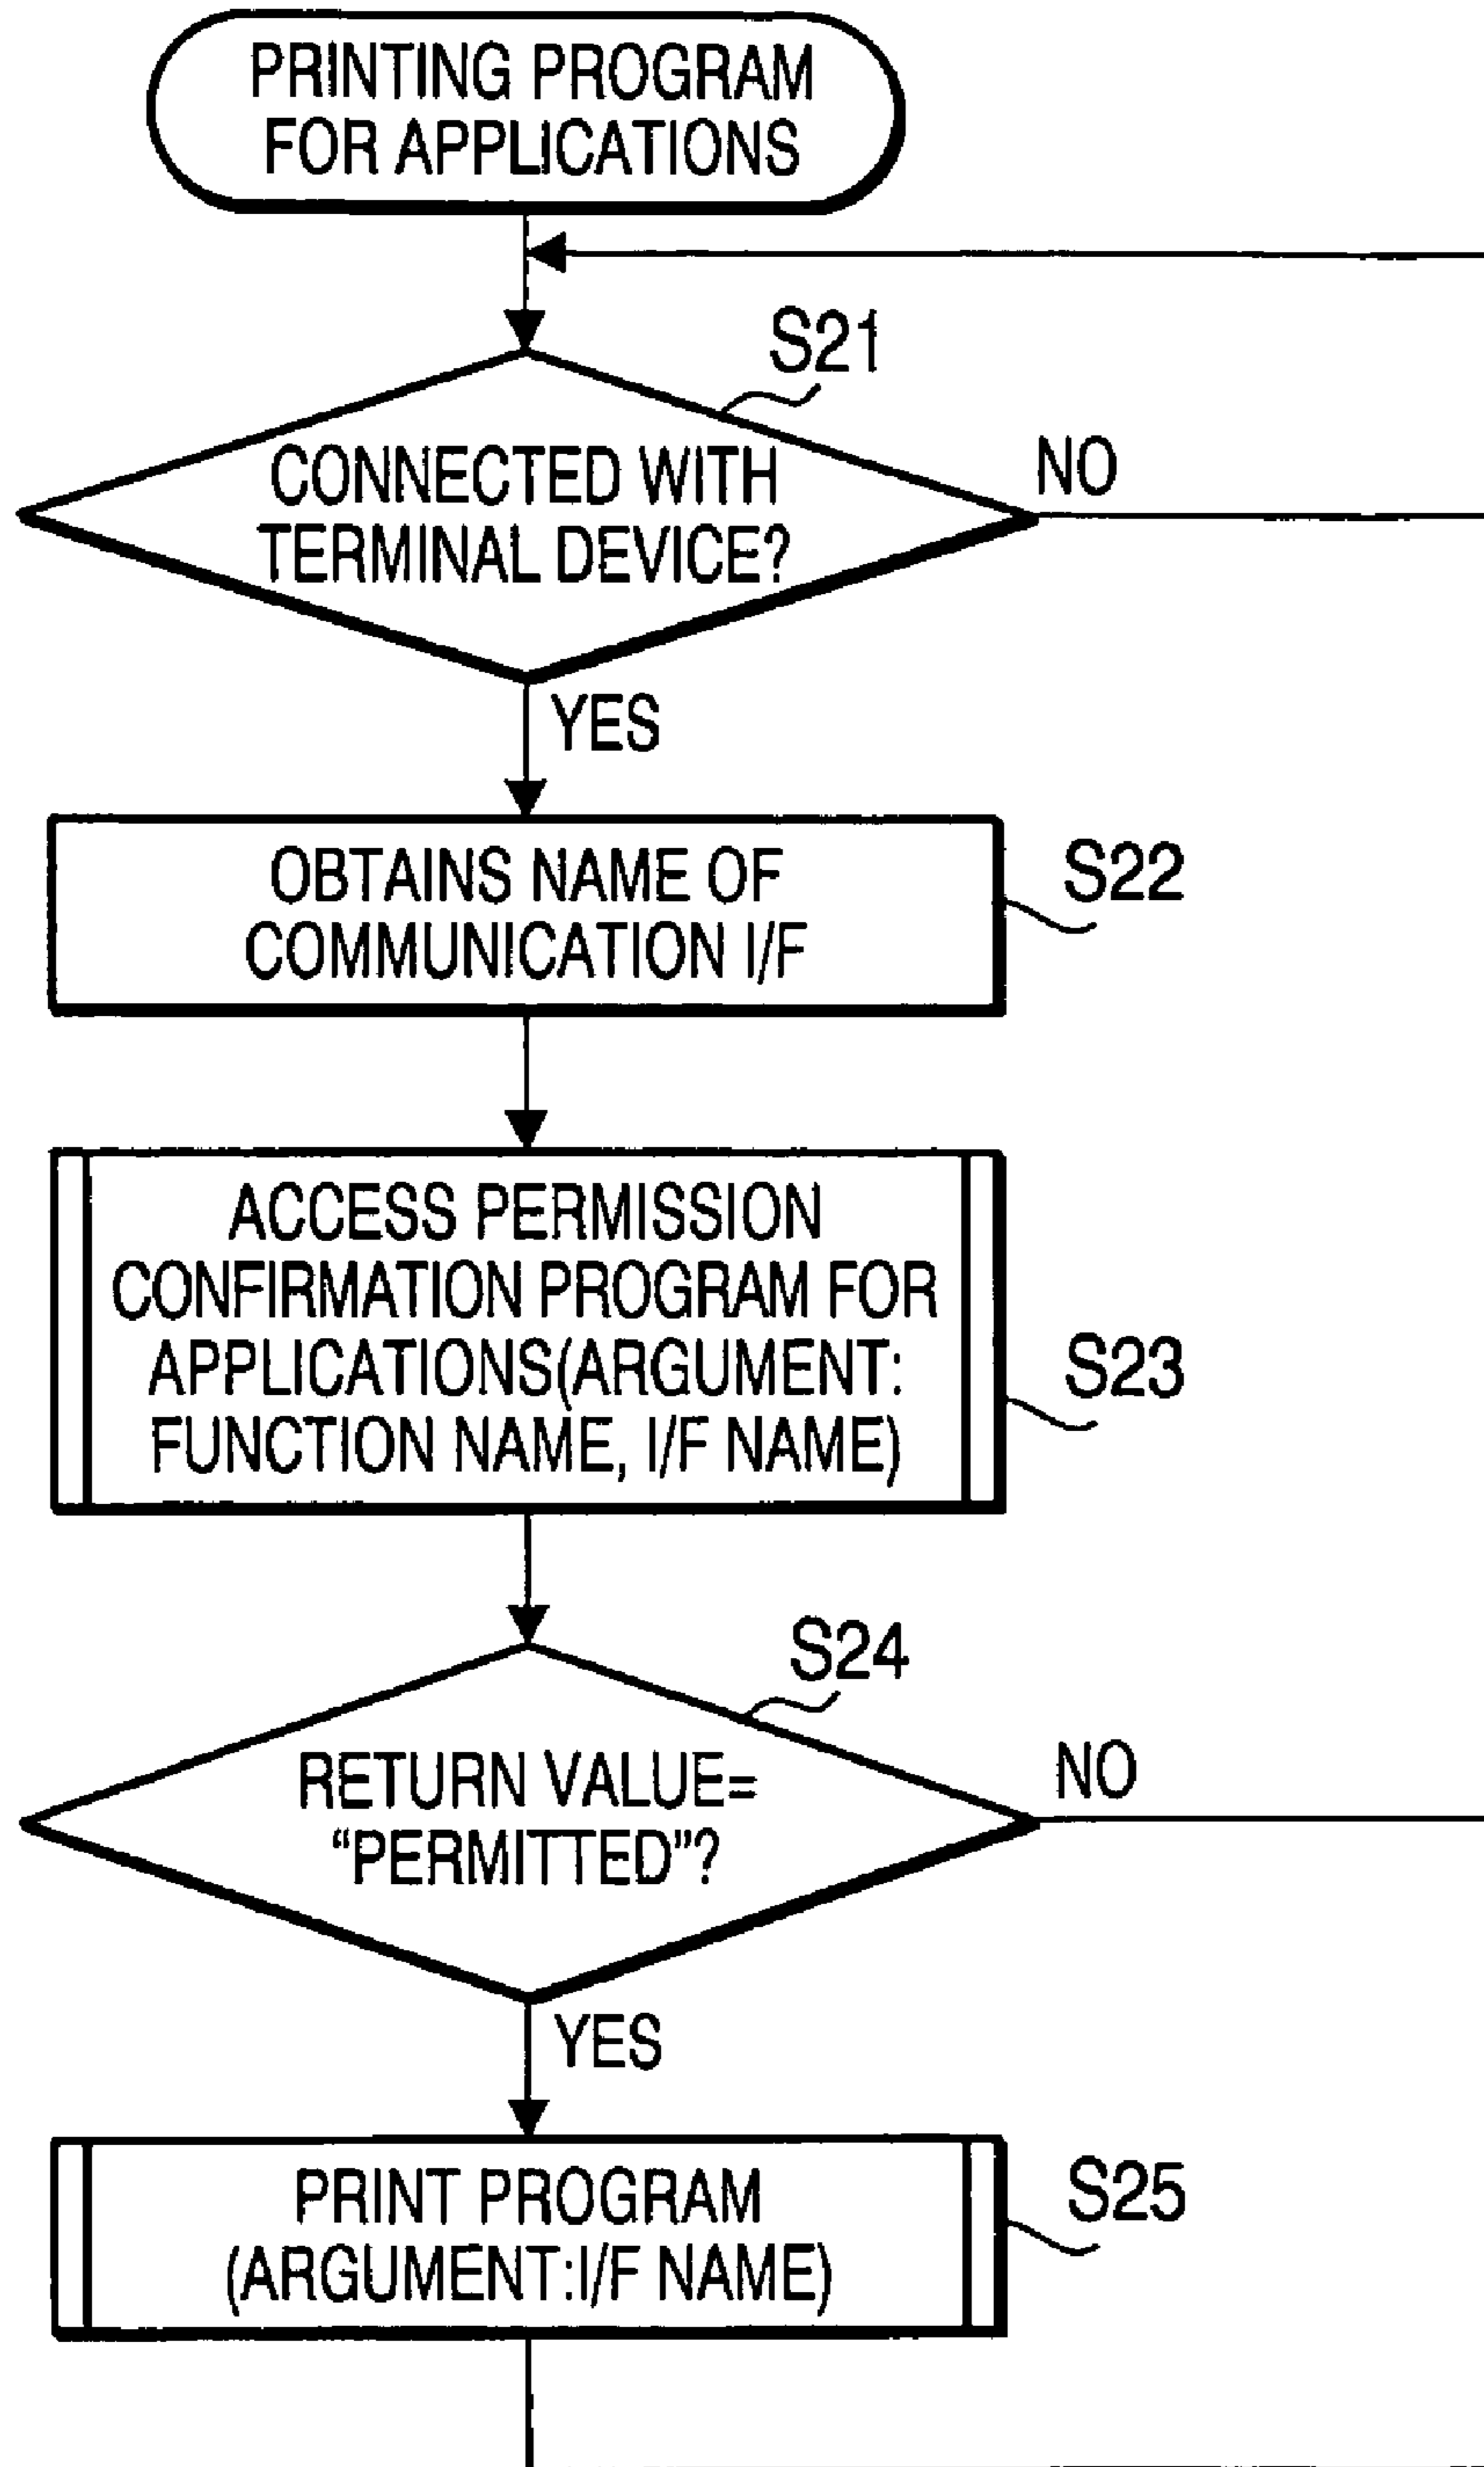 PRINTING PROGRAM
FOR APPLICATIONS
S21
CONNECTED WITH
TERMINAL DEVICE?
NO
YES
OBTAINS NAME OF
COMMUNICATION I/F
S22
ACCESS PERMISSION
CONFIRMATION PROGRAM FOR
APPLICATIONS(ARGUMENT:
FUNCTION NAME, I/F NAME)
S23
S24
RETURN VALUE=
“PERMITTED”?
NO
YES
PRINT PROGRAM
(ARGUMENT:I/F NAME)
S25